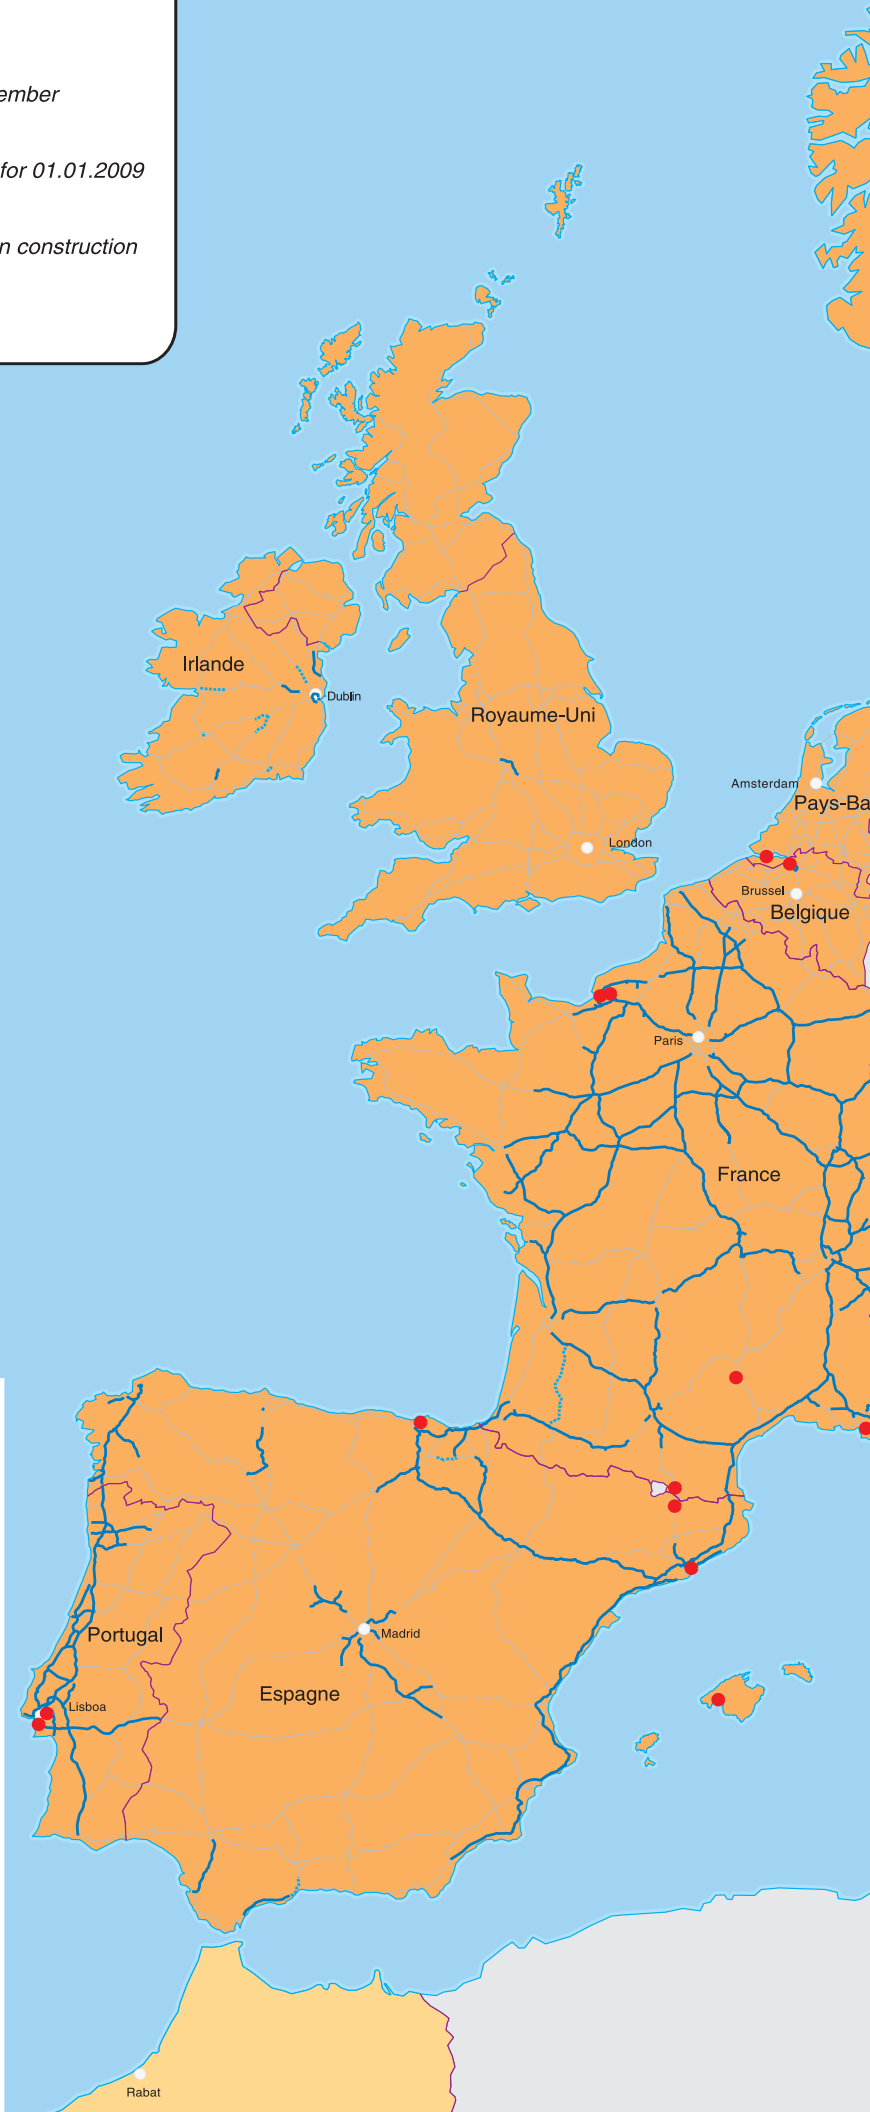 ember
for 01.01.2009
n construction
Irlande
Dublin
Royaume-Uni
Amsterdam
Pays-Ba
London
Brussel
Belgique
Paris
France
Portugal
Madrid
Espagne
Lisboa
Rabat